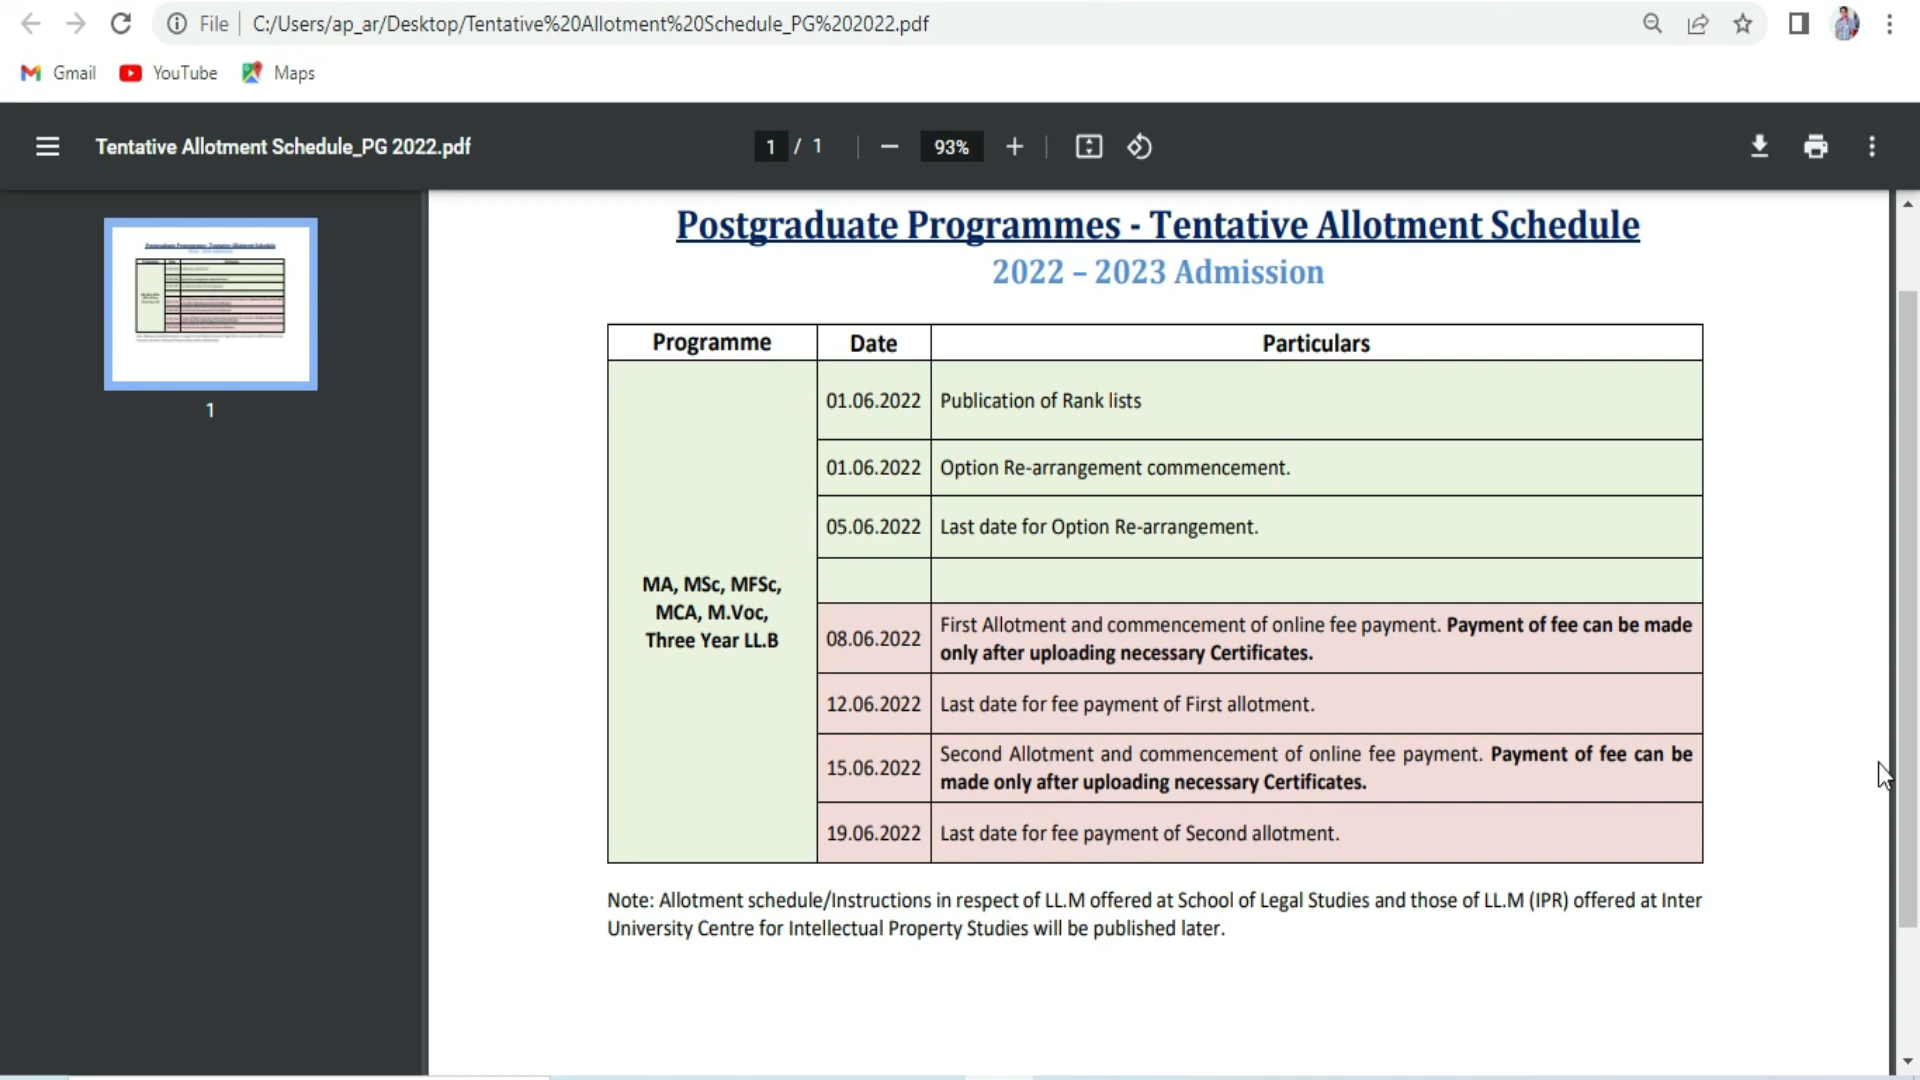 File
C:/Users/ap_ar/Desktop/Tentative%20Allotment%20Schedule_PG%202022.pdf
Gmail
YouTube
Maps
Tentative Allotment Schedule_PG 2022.pdf
1 / 1
93%
1
Postgraduate Programmes - Tentative Allotment Schedule
2022 – 2023 Admission
Programme Date Particulars
MA, MSc, MFSc,
MCA, M.Voc,
Three Year LL.B
01.06.2022 Publication of Rank lists
01.06.2022 Option Re-arrangement commencement.
05.06.2022 Last date for Option Re-arrangement.
08.06.2022 First Allotment and commencement of online fee payment. Payment of fee can be made
only after uploading necessary Certificates.
12.06.2022 Last date for fee payment of First allotment.
15.06.2022 Second Allotment and commencement of online fee payment. Payment of fee can be
made only after uploading necessary Certificates.
19.06.2022 Last date for fee payment of Second allotment.
Note: Allotment schedule/Instructions in respect of LL.M offered at School of Legal Studies and those of LL.M (IPR) offered at Inter
University Centre for Intellectual Property Studies will be published later.